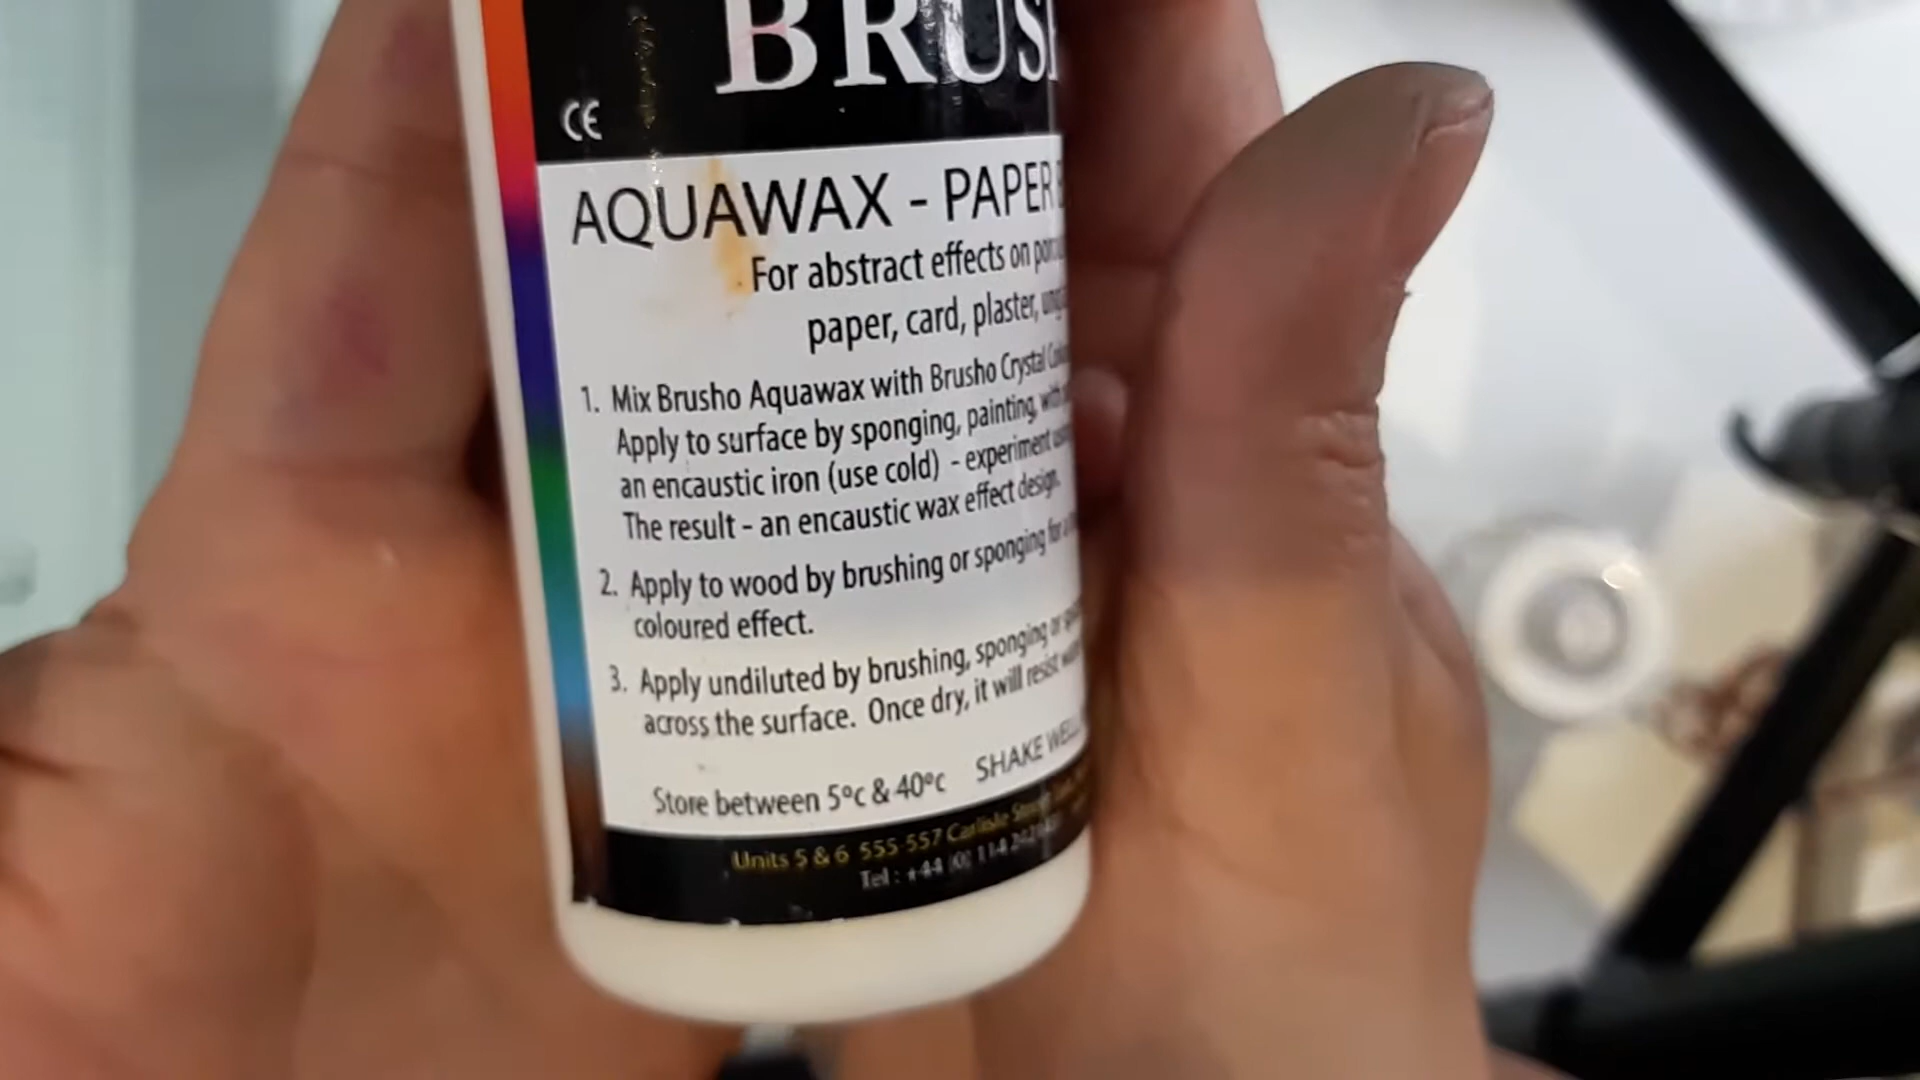 BRUSH
CE
AQUAWAX - PAPER
For abstract effects on
paper, card, plaster,
1. Mix Brusho Aquawax with Brusho Crystal
Apply to surface by sponging, painting, with
an encaustic iron (use cold) - experiment
The result - an encaustic wax effect design.
2. Apply to wood by brushing or sponging for a
coloured effect.
3. Apply undiluted by brushing, sponging or
across the surface. Once dry, it will resist
Store between 5°c & 40°c SHAKE WELL
Units 5 & 6 555-557 Carlisle
Tel : +44 (0) 114